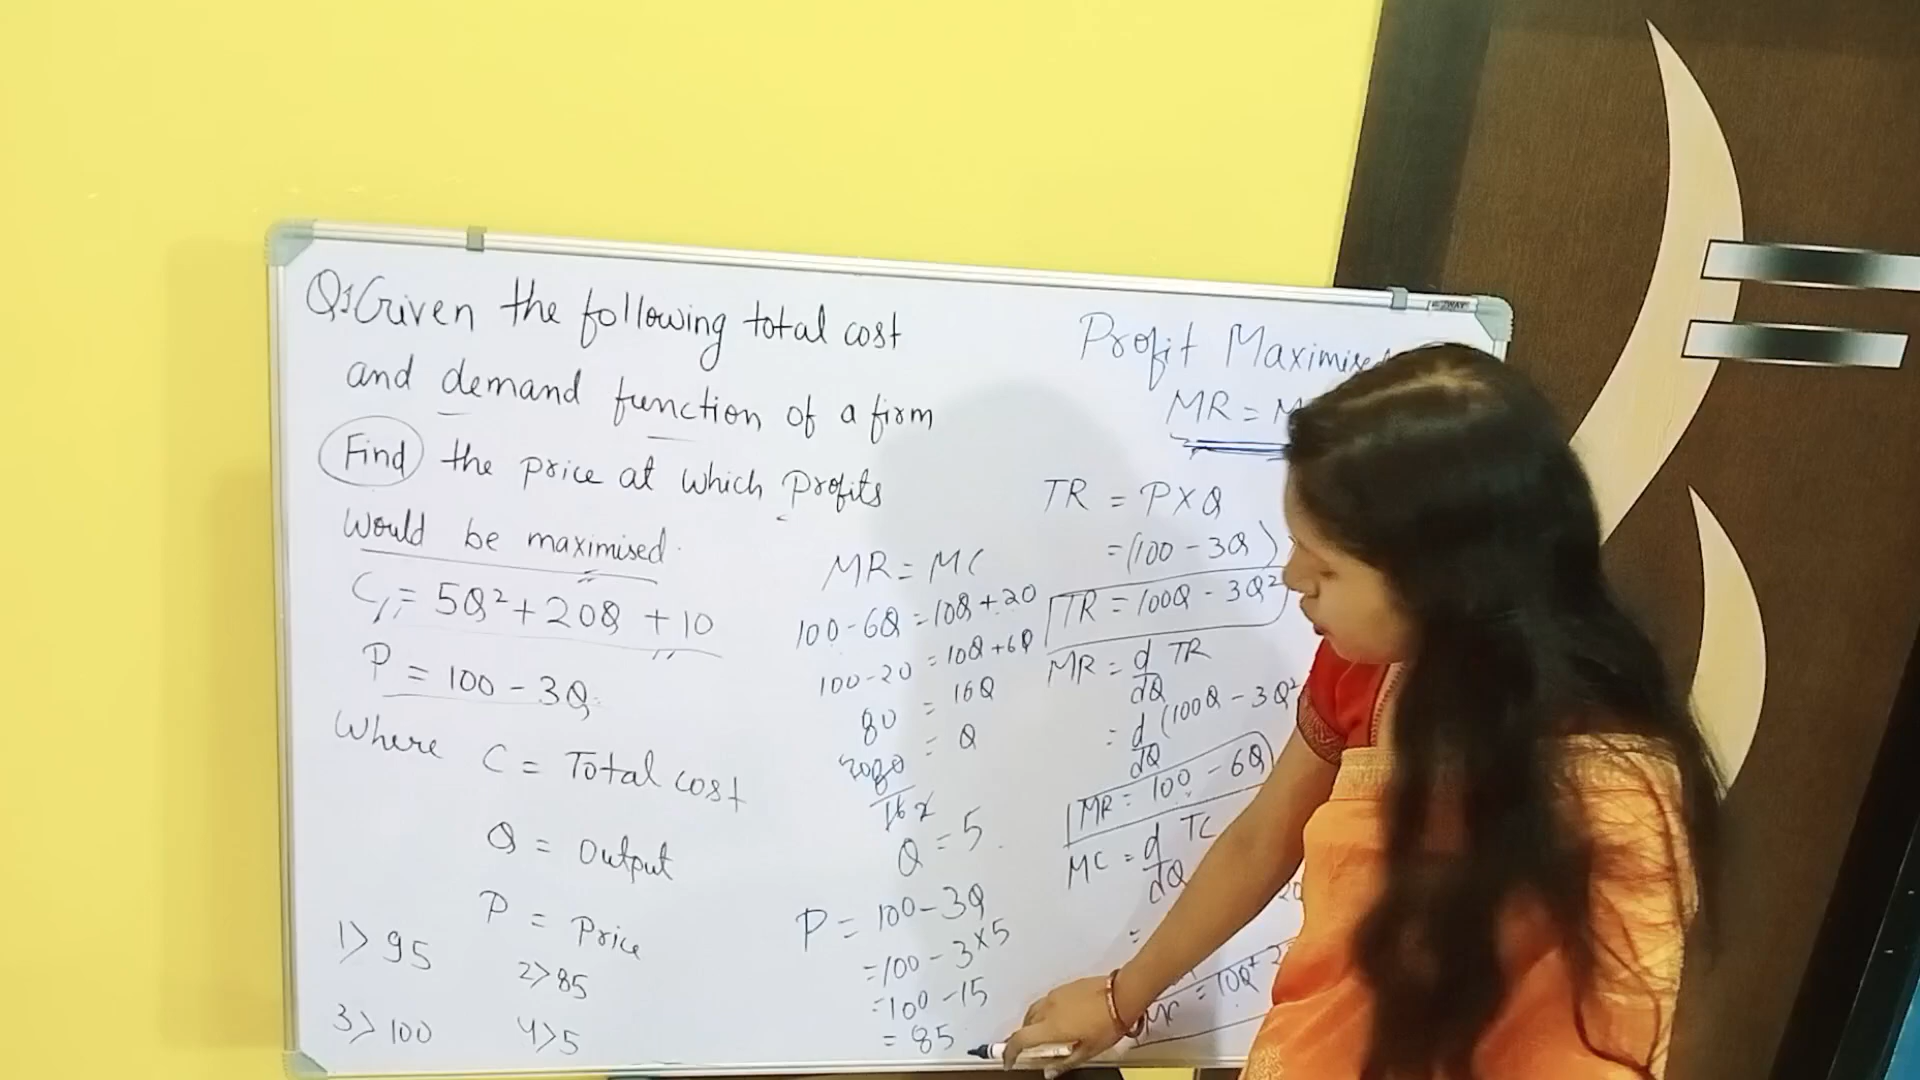 Q1 Given the following total cost
and demand function of a firm
Find the price at which profits
would be maximised.
C = 5Q² + 20Q + 10
P = 100 - 3Q
Where C = Total cost
Q = Output
P = Price
1> 95
2> 85
3> 100
4> 5
MR = MC
100 - 6Q = 10Q + 20
100 - 20 = 10Q + 6Q
80 = 16Q
= Q
Q = 5
P = 100 - 3Q
= 100 - 3×5
= 100 - 15
= 85
Profit
MR =
TR = P×Q
= (100 - 3Q)
TR = 100Q - 3Q²
MR = d/dQ TR
= d/dQ (100Q - 3Q²
MR = 100 - 6Q
MC = d/dQ TC
=